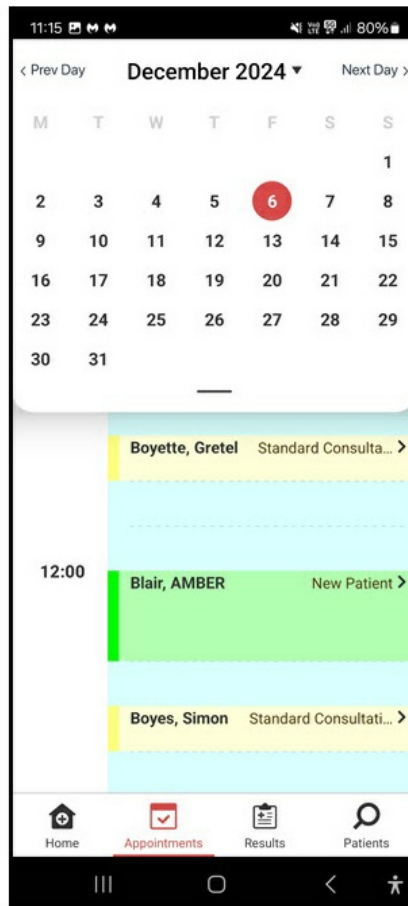 11:15 80%
< Prev Day December 2024 ▼ Next Day >
M T W T F S S
1
2 3 4 5 6 7 8
9 10 11 12 13 14 15
16 17 18 19 20 21 22
23 24 25 26 27 28 29
30 31
Boyette, Gretel Standard Consulta... >
12:00
Blair, AMBER New Patient >
Boyes, Simon Standard Consultati... >
Home Appointments Results Patients